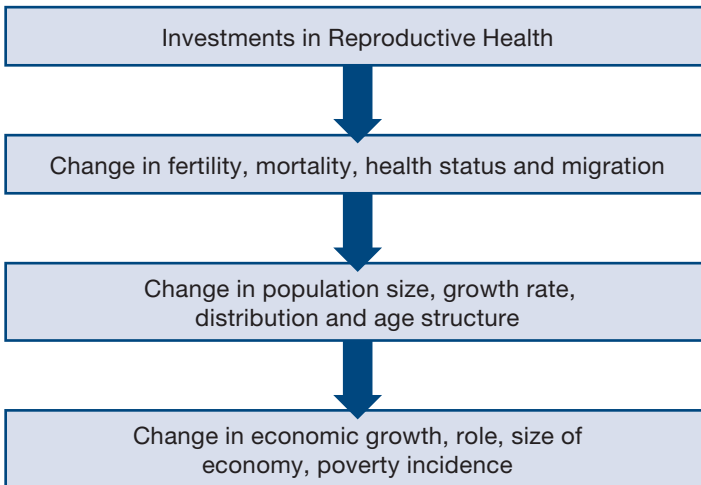 Investments in Reproductive Health
Change in fertility, mortality, health status and migration
Change in population size, growth rate,
distribution and age structure
Change in economic growth, role, size of
economy, poverty incidence